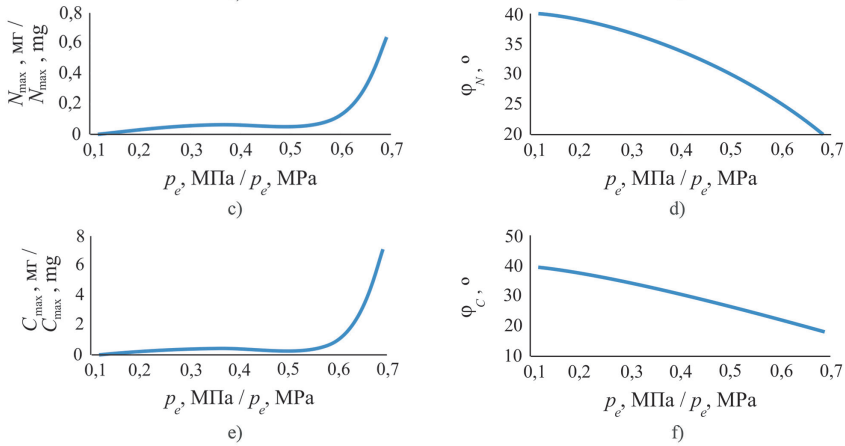 N_max , мг /
N_max , mg
0,8
0,6
0,4
0,2
0
0,1 0,2 0,3 0,4 0,5 0,6 0,7
p_e, МПа / p_e, MPa
c)
φ_N, °
40
35
30
25
20
0,1 0,2 0,3 0,4 0,5 0,6 0,7
p_e, МПа / p_e, MPa
d)
C_max , мг /
C_max , mg
8
6
4
2
0
0,1 0,2 0,3 0,4 0,5 0,6 0,7
p_e, МПа / p_e, MPa
e)
φ_C, °
50
40
30
20
10
0,1 0,2 0,3 0,4 0,5 0,6 0,7
p_e, МПа / p_e, MPa
f)